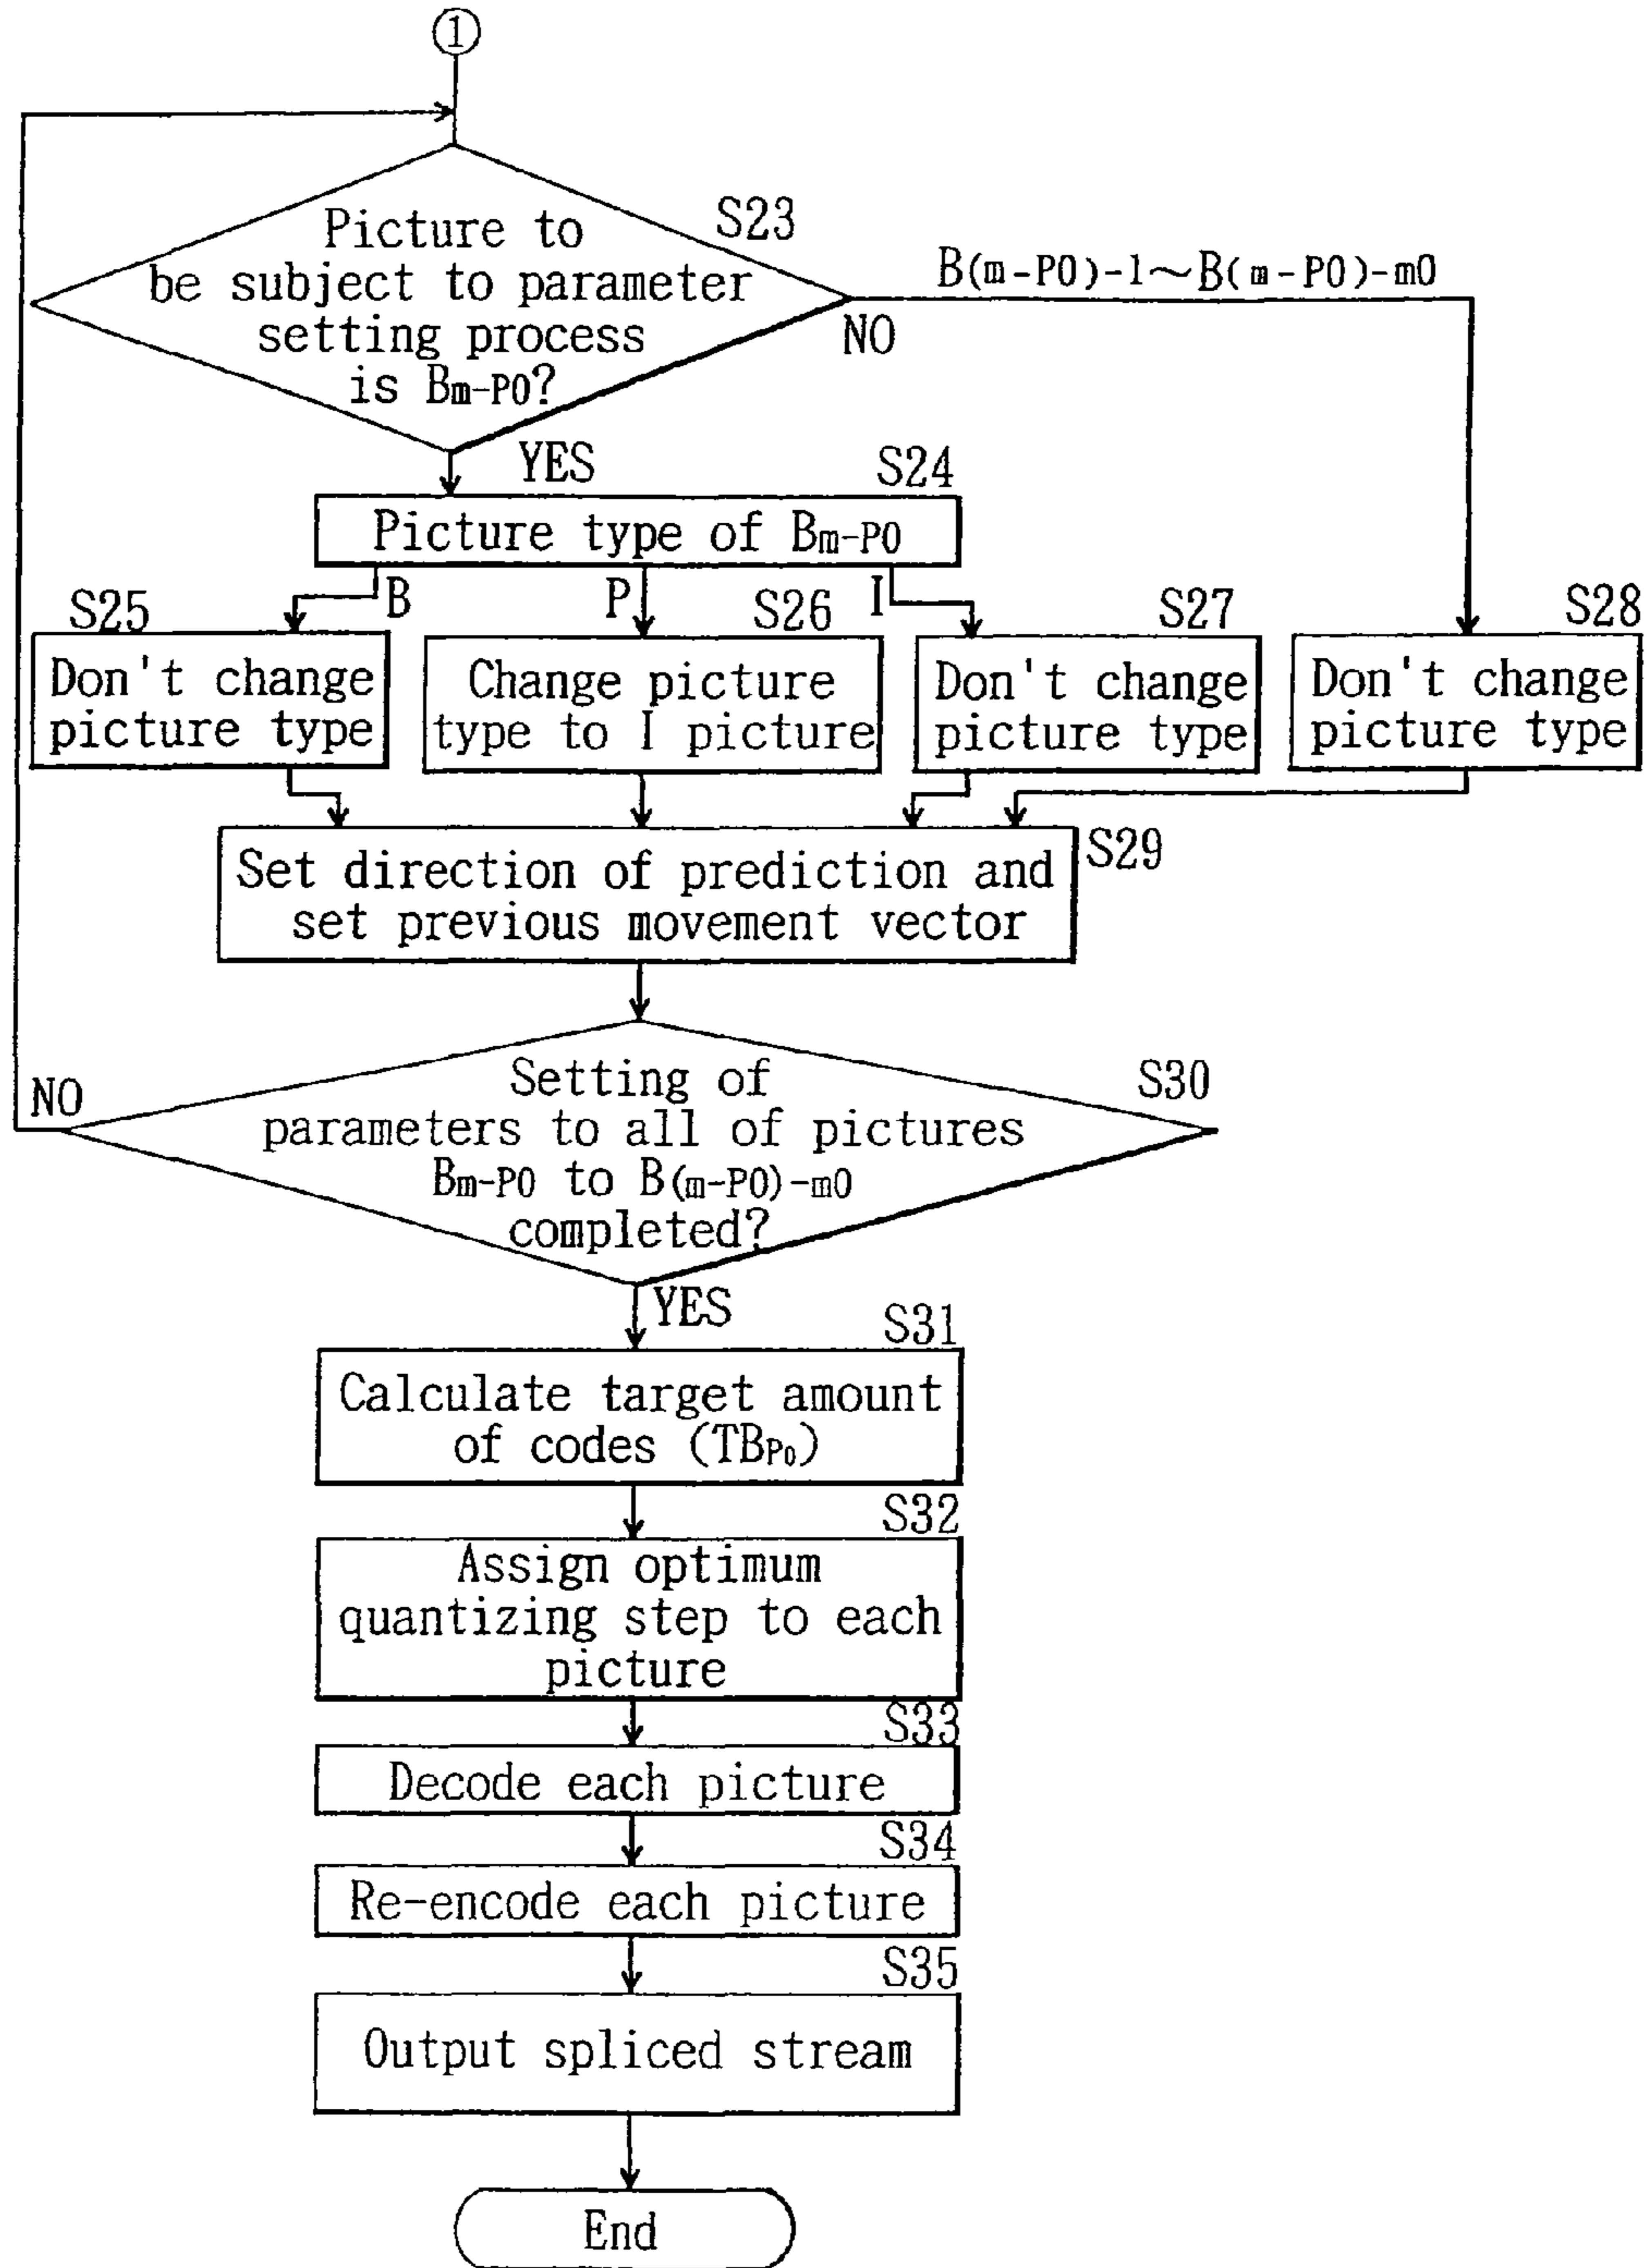 ①
Picture to
be subject to parameter
setting process
is Bm-P0?
S23
B(m-P0)-1~B(m-P0)-m0
NO
YES
S24
Picture type of Bm-P0
B
P
I
S25
S26
S27
S28
Don't change
picture type
Change picture
type to I picture
Don't change
picture type
Don't change
picture type
Set direction of prediction and
set previous movement vector
S29
NO
Setting of
parameters to all of pictures
Bm-P0 to B(m-P0)-m0
completed?
S30
YES
S31
Calculate target amount
of codes (TBP0)
S32
Assign optimum
quantizing step to each
picture
S33
Decode each picture
S34
Re-encode each picture
S35
Output spliced stream
End